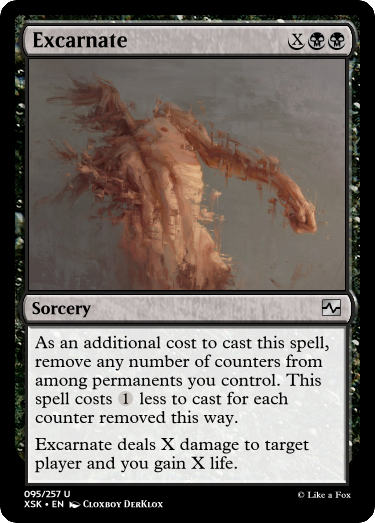 Excarnate X
Sorcery
As an additional cost to cast this spell,
remove any number of counters from
among permanents you control. This
spell costs 1 less to cast for each
counter removed this way.
Excarnate deals X damage to target
player and you gain X life.
095/257 U
XSK • EN CLOXBOY DERKLOX
© Like a Fox